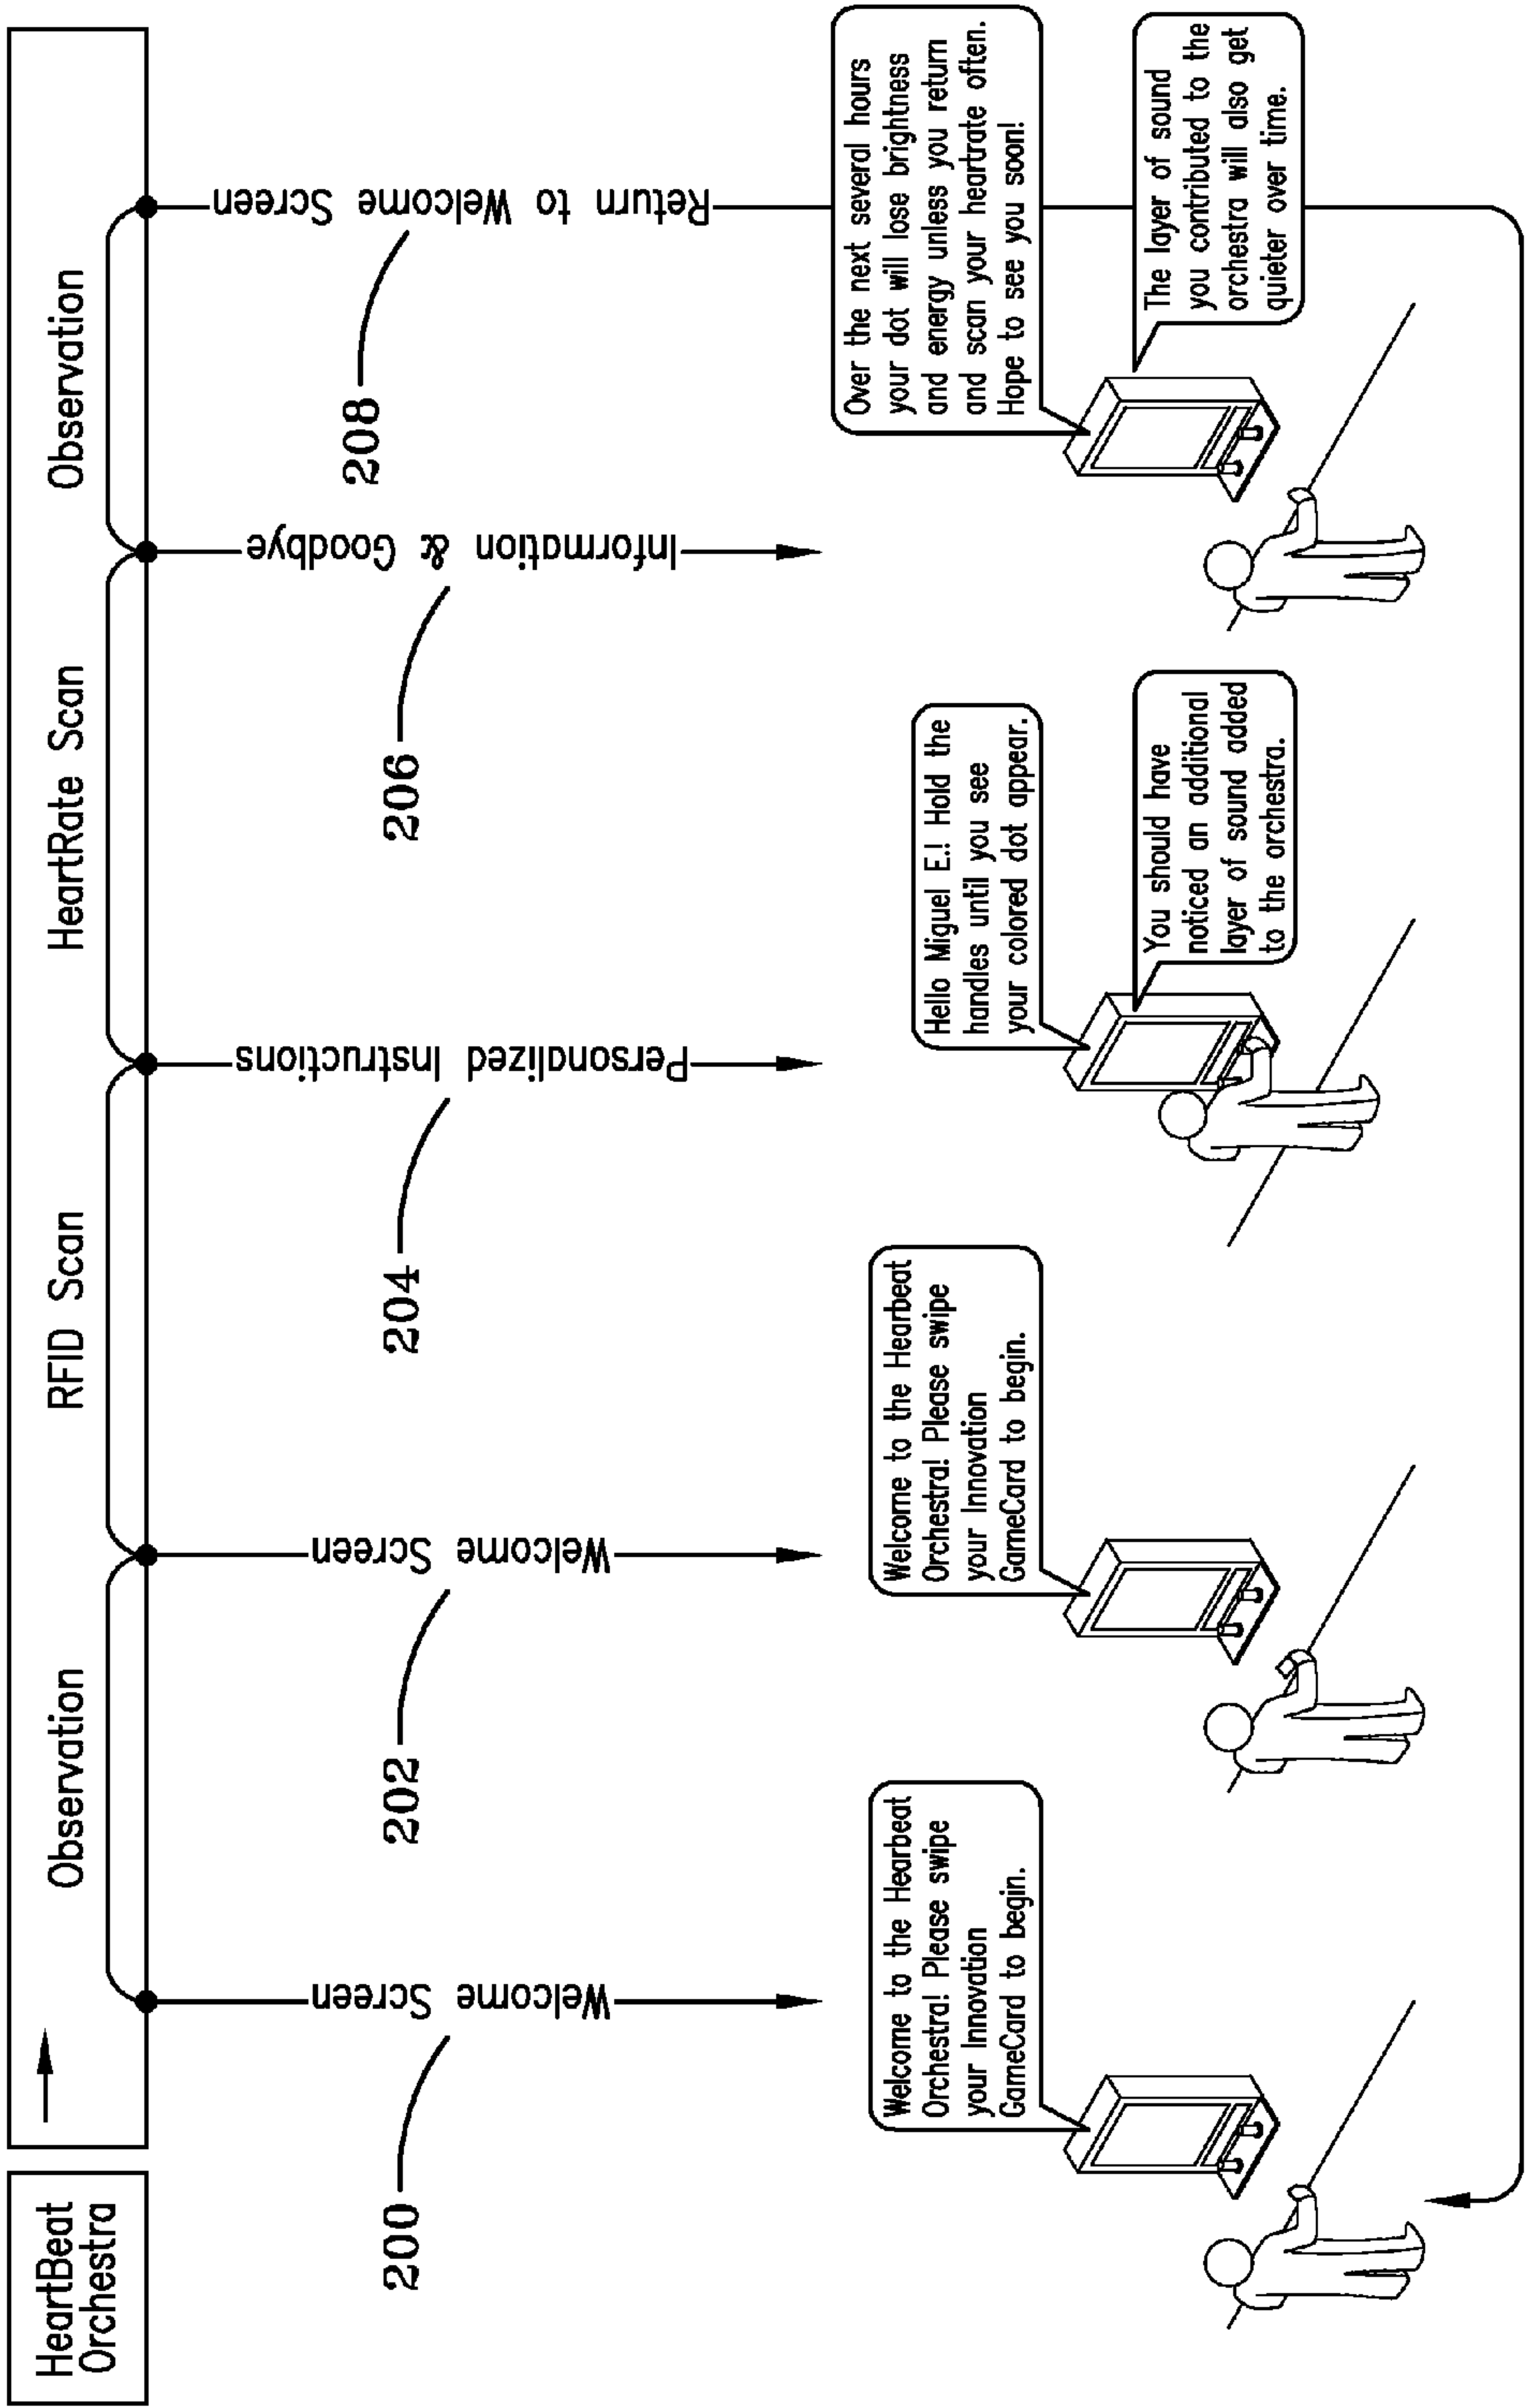 HeartBeat
Orchestra
Observation
RFID Scan
HeartRate Scan
Observation
Welcome Screen
Welcome Screen
Personalized Instructions
Information & Goodbye
Return to Welcome Screen
200
202
204
206
208
Welcome to the Hearbeat
Orchestra! Please swipe
your Innovation
GameCard to begin.
Welcome to the Hearbeat
Orchestra! Please swipe
your Innovation
GameCard to begin.
Hello Miguel E.! Hold the
handles until you see
your colored dot appear.
You should have
noticed an additional
layer of sound added
to the orchestra.
Over the next several hours
your dot will lose brightness
and energy unless you return
and scan your heartrate often.
Hope to see you soon!
The layer of sound
you contributed to the
orchestra will also get
quieter over time.